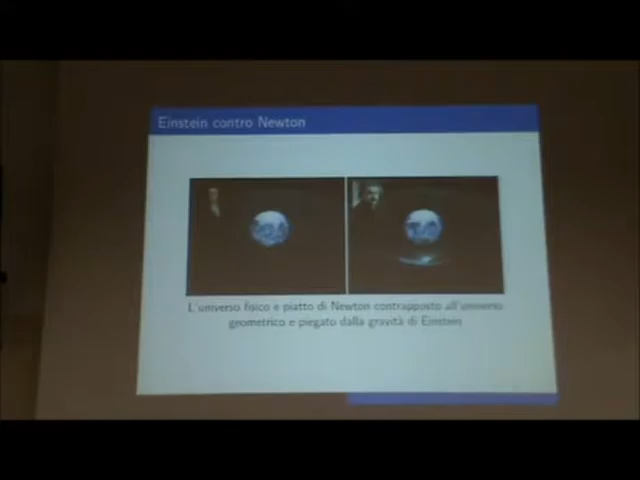 Einstein contro Newton
L'universo fisico e piatto di Newton contrapposto all'universo
geometrico e piegato dalla gravità di Einstein